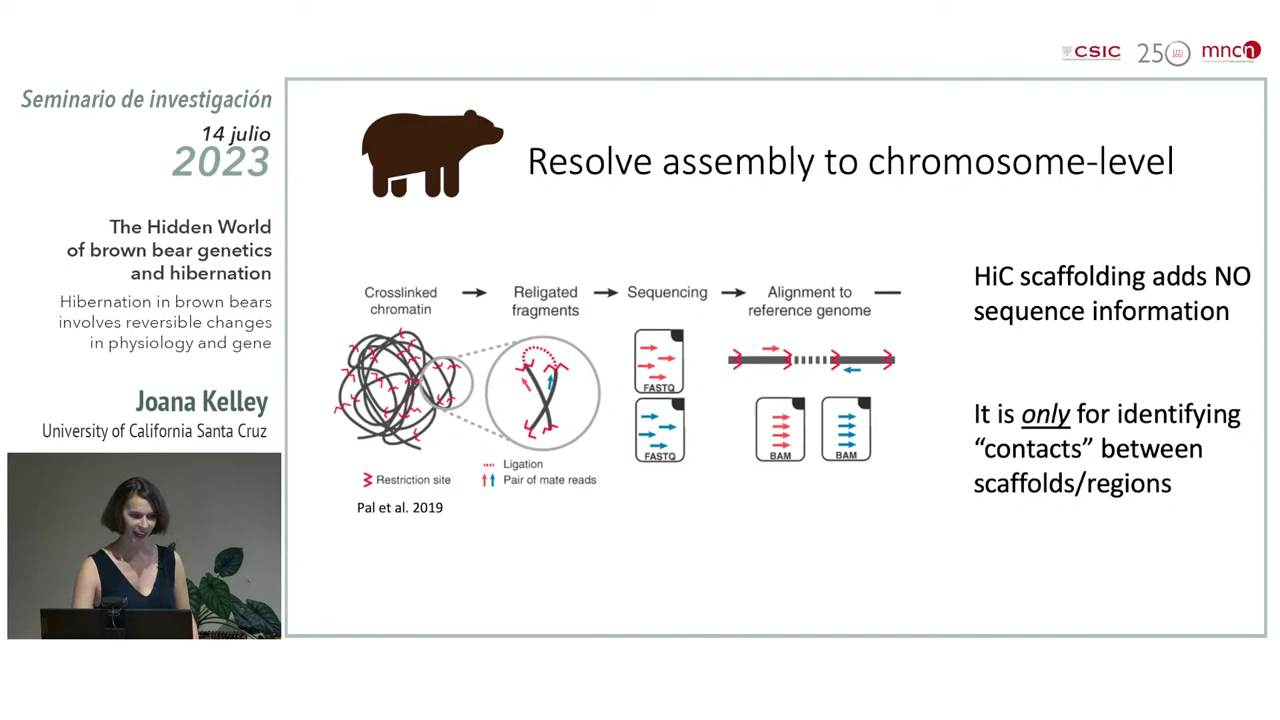 CSIC
250
mncn
Seminario de investigación
14 julio
2023
The Hidden World
of brown bear genetics
and hibernation
Hibernation in brown bears
involves reversible changes
in physiology and gene
Joana Kelley
University of California Santa Cruz
Resolve assembly to chromosome-level
Crosslinked
chromatin
Religated
fragments
Sequencing
Alignment to
reference genome
FASTQ
FASTQ
BAM
BAM
Restriction site
Ligation
Pair of mate reads
Pal et al. 2019
HiC scaffolding adds NO
sequence information
It is only for identifying
“contacts” between
scaffolds/regions